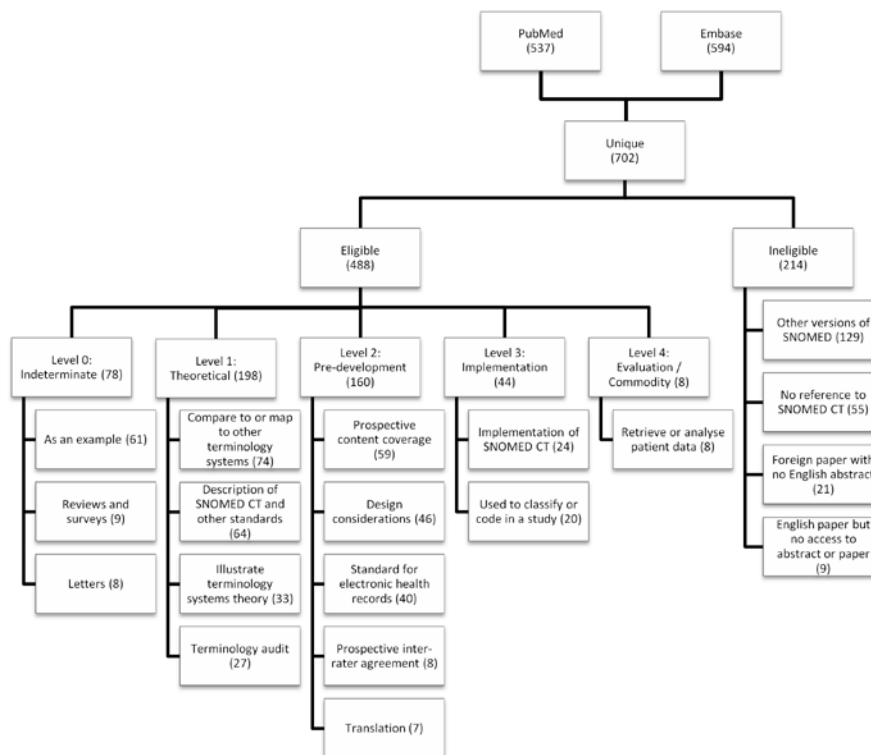 PubMed
(537)
Embase
(594)
Unique
(702)
Eligible
(488)
Ineligible
(214)
Level 0:
Indeterminate (78)
As an example (61)
Reviews and
surveys (9)
Letters (8)
Level 1:
Theoretical (198)
Compare to or map
to other
terminology
systems (74)
Description of
SNOMED CT and
other standards
(64)
Illustrate
terminology
systems theory (33)
Terminology audit
(27)
Level 2:
Pre-development
(160)
Prospective
content coverage
(59)
Design
considerations (46)
Standard for
electronic health
records (40)
Prospective inter-
rater agreement (8)
Translation (7)
Level 3:
Implementation
(44)
Implementation of
SNOMED CT (24)
Used to classify or
code in a study (20)
Level 4:
Evaluation /
Commodity (8)
Retrieve or analyse
patient data (8)
Other versions of
SNOMED (129)
No reference to
SNOMED CT (55)
Foreign paper with
no English abstract
(21)
English paper but
no access to
abstract or paper
(9)